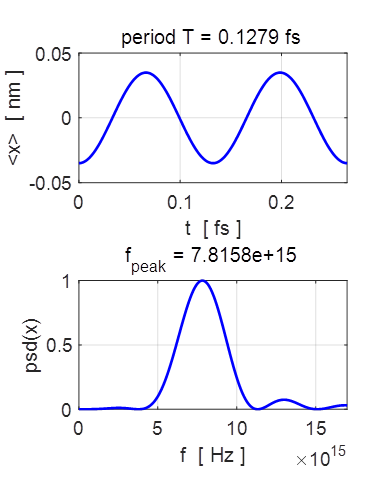 period T = 0.1279 fs
0.05
0
-0.05
<x> [ nm ]
0
0.1
0.2
t [ fs ]
f_peak = 7.8158e+15
1
0.5
0
psd(x)
0
5
10
15
f [ Hz ]
×10^15